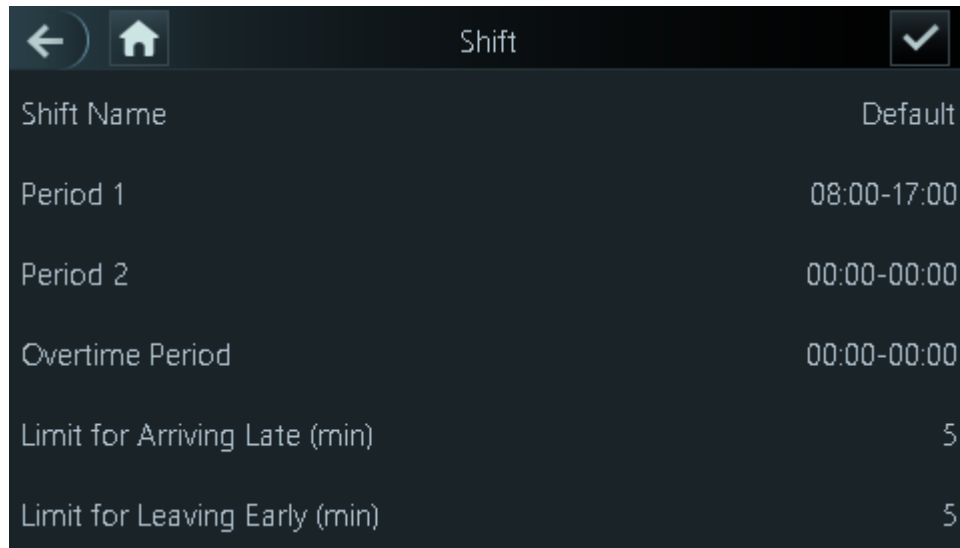 Shift
Shift Name Default
Period 1 08:00-17:00
Period 2 00:00-00:00
Overtime Period 00:00-00:00
Limit for Arriving Late (min) 5
Limit for Leaving Early (min) 5